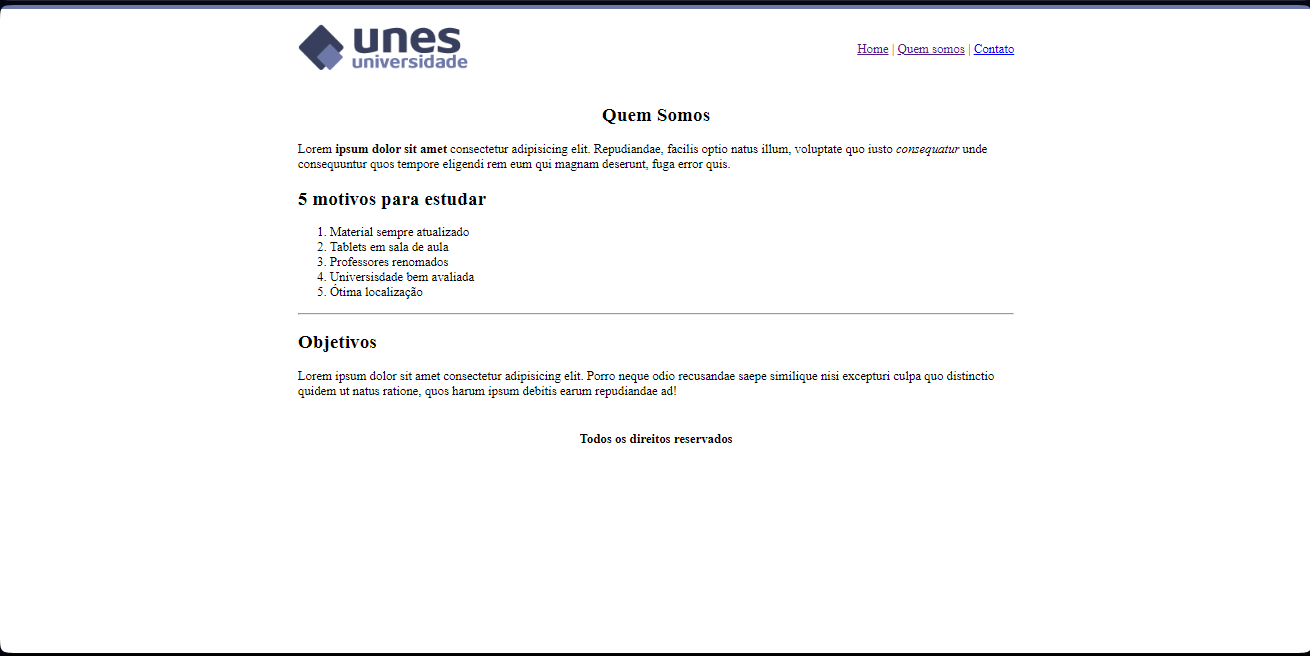 unes
universidade
Home | Quem somos | Contato
Quem Somos
Lorem ipsum dolor sit amet consectetur adipisicing elit. Repudiandae, facilis optio natus illum, voluptate quo iusto consequatur unde
consequuntur quos tempore eligendi rem eum qui magnam deserunt, fuga error quis.
5 motivos para estudar
1. Material sempre atualizado
2. Tablets em sala de aula
3. Professores renomados
4. Universisdade bem avaliada
5. Ótima localização
Objetivos
Lorem ipsum dolor sit amet consectetur adipisicing elit. Porro neque odio recusandae saepe similique nisi excepturi culpa quo distinctio
quidem ut natus ratione, quos harum ipsum debitis earum repudiandae ad!
Todos os direitos reservados